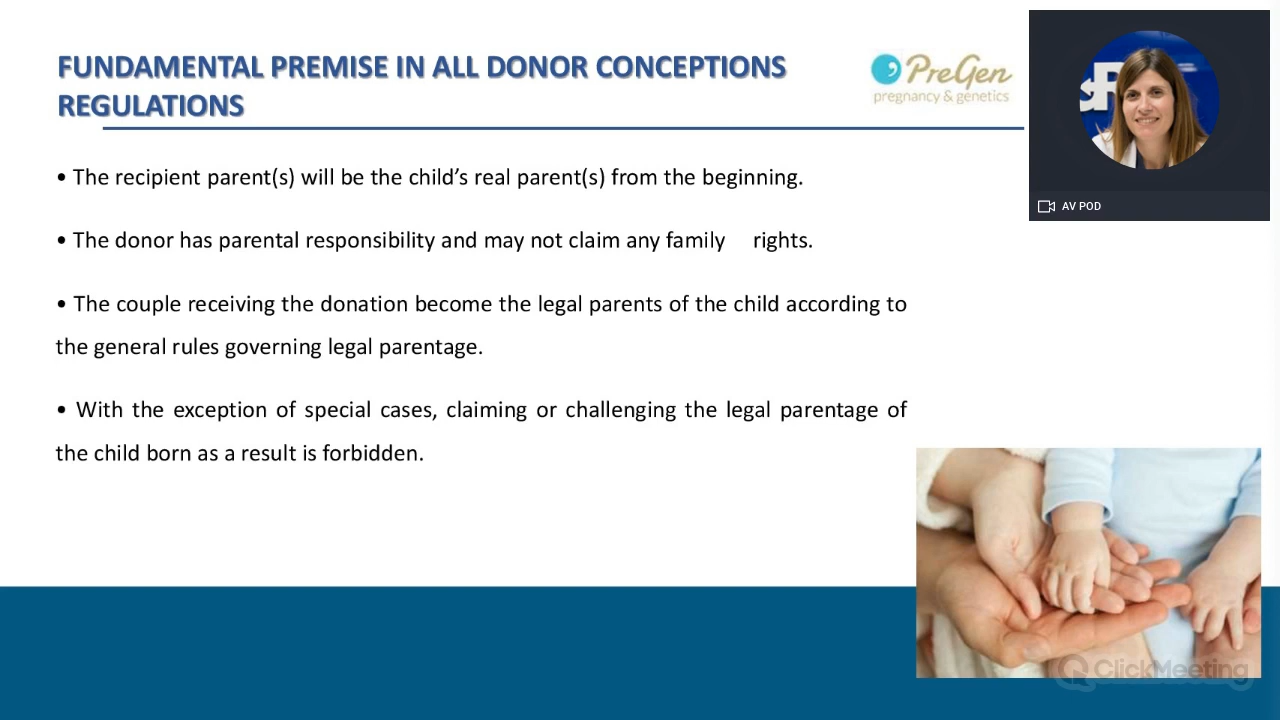 FUNDAMENTAL PREMISE IN ALL DONOR CONCEPTIONS
REGULATIONS
PreGen
pregnancy & genetics
AV POD
• The recipient parent(s) will be the child's real parent(s) from the beginning.
• The donor has parental responsibility and may not claim any family rights.
• The couple receiving the donation become the legal parents of the child according to
the general rules governing legal parentage.
• With the exception of special cases, claiming or challenging the legal parentage of
the child born as a result is forbidden.
ClickMeeting